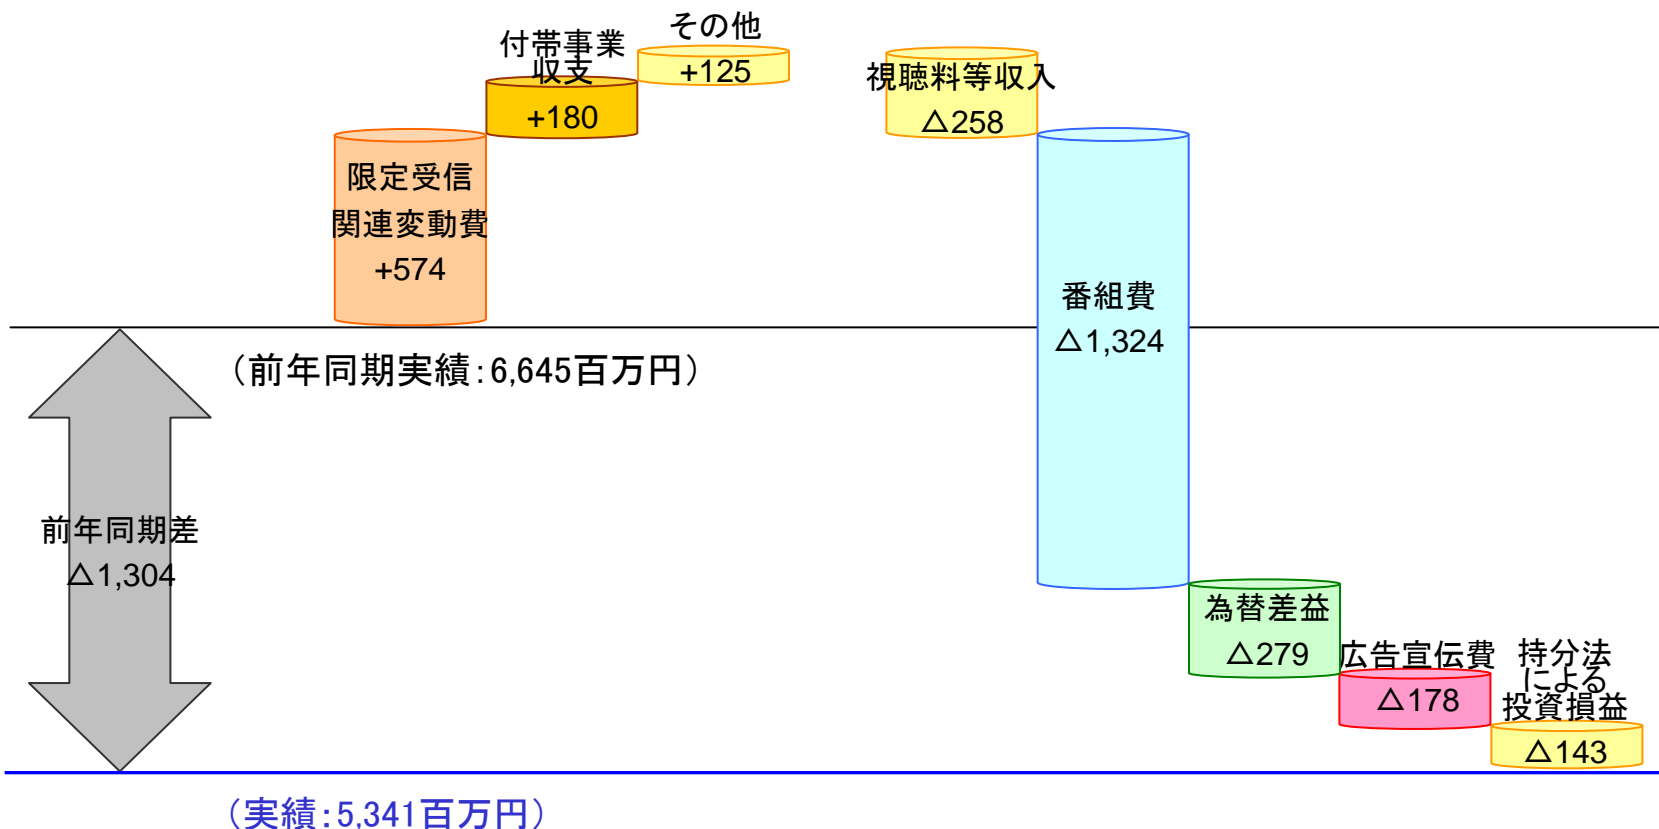 付帯事業
収支
+180
その他
+125
視聴料等収入
△258
限定受信
関連変動費
+574
番組費
△1,324
（前年同期実績：6,645百万円）
前年同期差
△1,304
為替差益
△279
広告宣伝費
△178
持分法
による
投資損益
△143
（実績：5,341百万円）